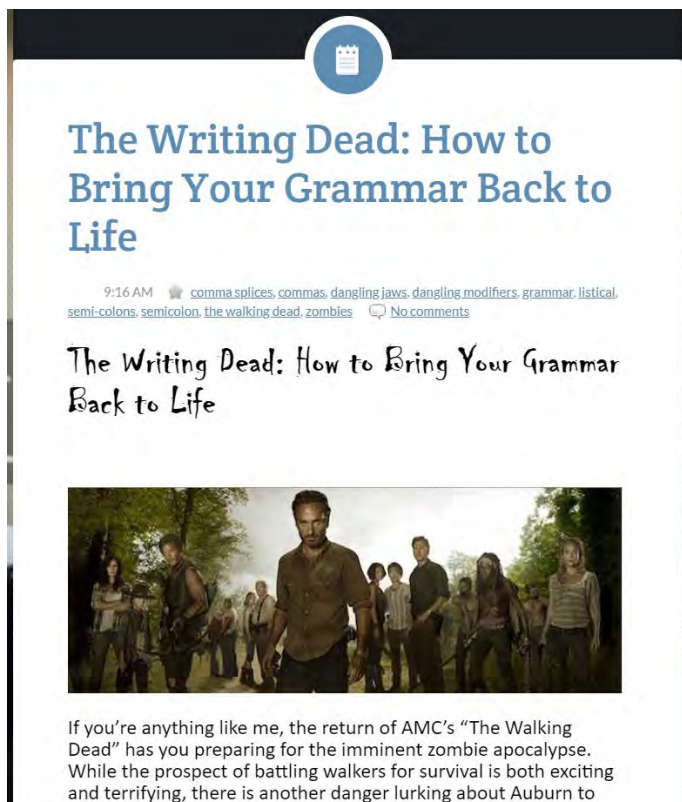 The Writing Dead: How to
Bring Your Grammar Back to
Life
9:16 AM comma splices, commas, dangling jaws, dangling modifiers, grammar, listical,
semi-colons, semicolon, the walking dead, zombies No comments
The Writing Dead: How to Bring Your Grammar
Back to Life
If you’re anything like me, the return of AMC’s “The Walking
Dead” has you preparing for the imminent zombie apocalypse.
While the prospect of battling walkers for survival is both exciting
and terrifying, there is another danger lurking about Auburn to